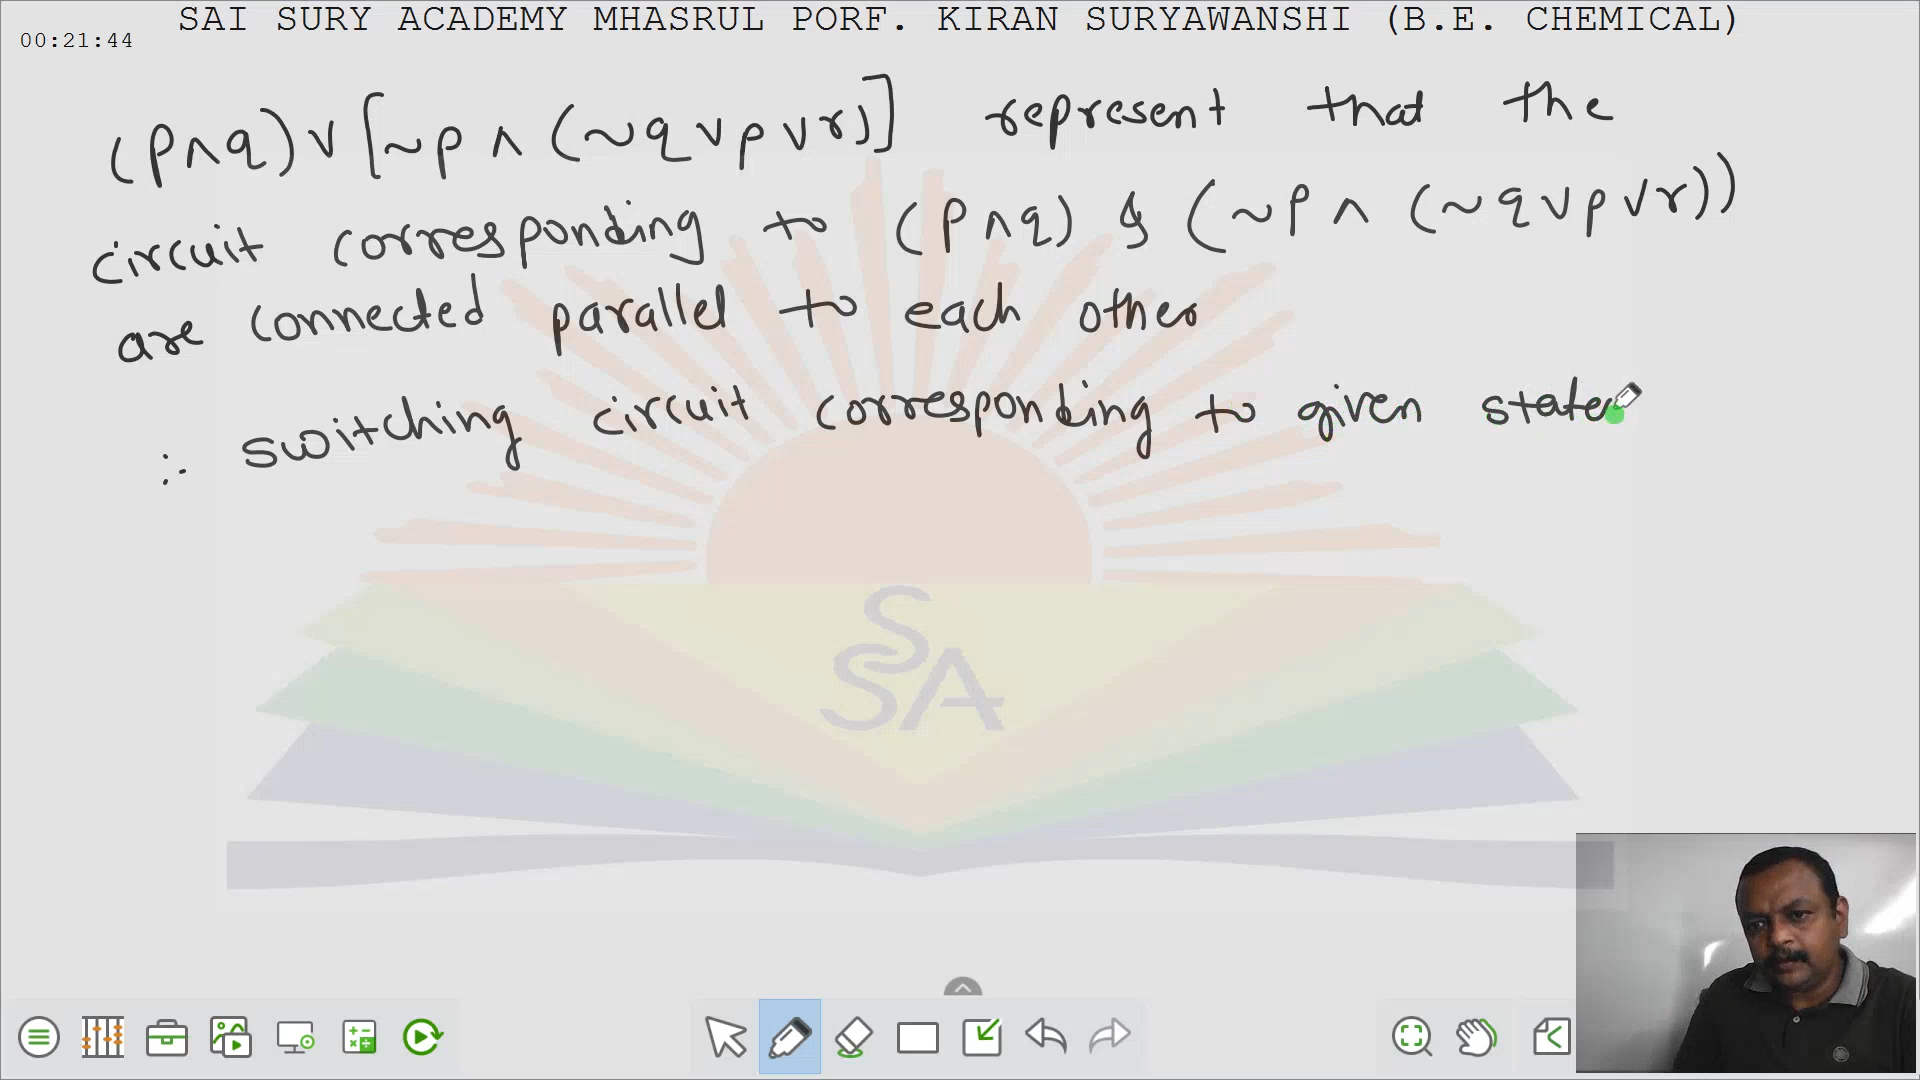 SAI SURY ACADEMY MHASRUL PORF. KIRAN SURYAWANSHI (B.E. CHEMICAL)
00:21:44
(p∧q)∨[~p∧(~q∨p∨r)] represent that the
circuit corresponding to (p∧q) & (~p∧(~q∨p∨r))
are connected parallel to each other
∴ switching circuit corresponding to given state
SSA